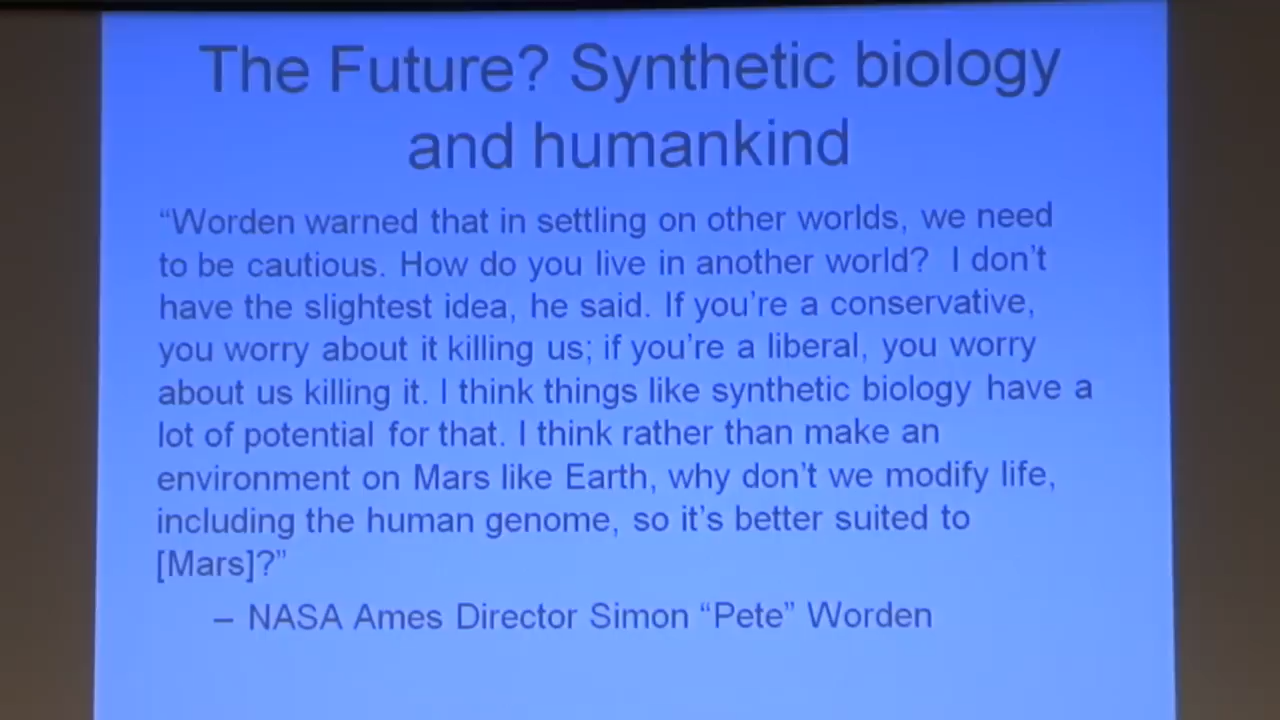 The Future? Synthetic biology
and humankind
“Worden warned that in settling on other worlds, we need
to be cautious. How do you live in another world? I don’t
have the slightest idea, he said. If you’re a conservative,
you worry about it killing us; if you’re a liberal, you worry
about us killing it. I think things like synthetic biology have a
lot of potential for that. I think rather than make an
environment on Mars like Earth, why don’t we modify life,
including the human genome, so it’s better suited to
[Mars]?”
– NASA Ames Director Simon “Pete” Worden